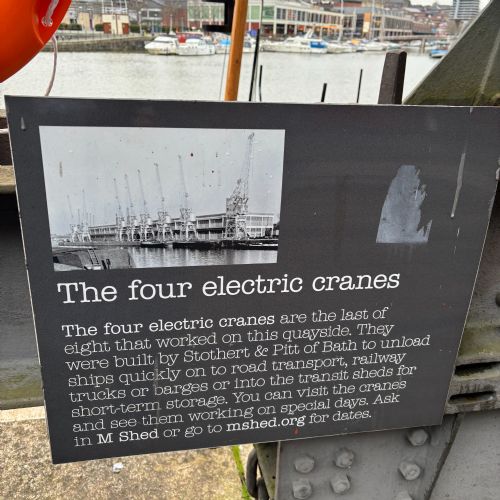 The four electric cranes
The four electric cranes are the last of
eight that worked on this quayside. They
were built by Stothert & Pitt of Bath to unload
ships quickly on to road transport, railway
trucks or barges or into the transit sheds for
short-term storage. You can visit the cranes
and see them working on special days. Ask
in M Shed or go to mshed.org for dates.